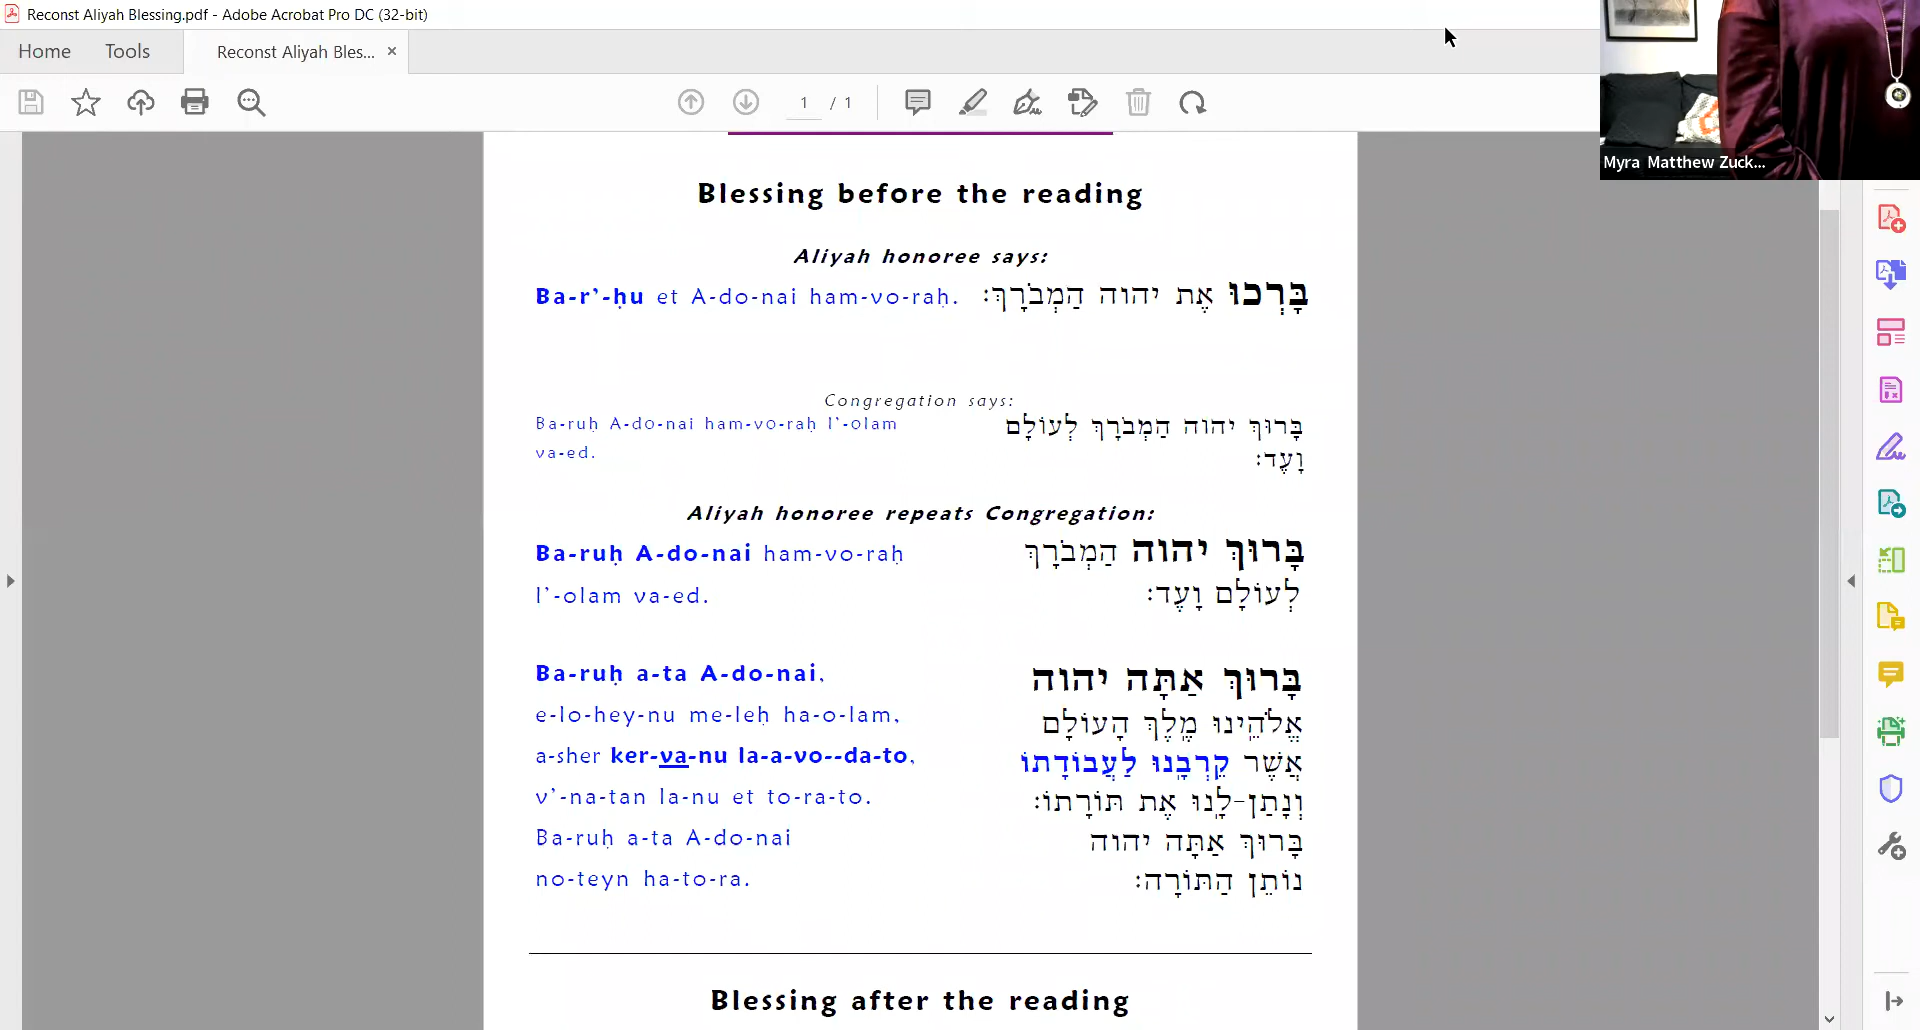 Reconst Aliyah Blessing.pdf - Adobe Acrobat Pro DC (32-bit)
Home Tools Reconst Aliyah Bles... ×
1 / 1
Myra Matthew Zuck...
Blessing before the reading
Aliyah honoree says:
Ba-r’-ḥu et A-do-nai ham-vo-raḥ. בָּרְכוּ אֶת יהוה הַמְבֹרָךְ:
Congregation says:
Ba-ruḥ A-do-nai ham-vo-raḥ l’-olam בָּרוּךְ יהוה הַמְבֹרָךְ לְעוֹלָם
va-ed. וָעֶד:
Aliyah honoree repeats Congregation:
Ba-ruḥ A-do-nai ham-vo-raḥ בָּרוּךְ יהוה הַמְבֹרָךְ
l’-olam va-ed. לְעוֹלָם וָעֶד:
Ba-ruḥ a-ta A-do-nai, בָּרוּךְ אַתָּה יהוה
e-lo-hey-nu me-leḥ ha-o-lam, אֱלֹהֵינוּ מֶלֶךְ הָעוֹלָם
a-sher ker-va-nu la-a-vo--da-to, אֲשֶׁר קֵרְבָנוּ לַעֲבוֹדָתוֹ
v’-na-tan la-nu et to-ra-to. וְנָתַן-לָנוּ אֶת תּוֹרָתוֹ:
Ba-ruḥ a-ta A-do-nai בָּרוּךְ אַתָּה יהוה
no-teyn ha-to-ra. נוֹתֵן הַתּוֹרָה:
Blessing after the reading